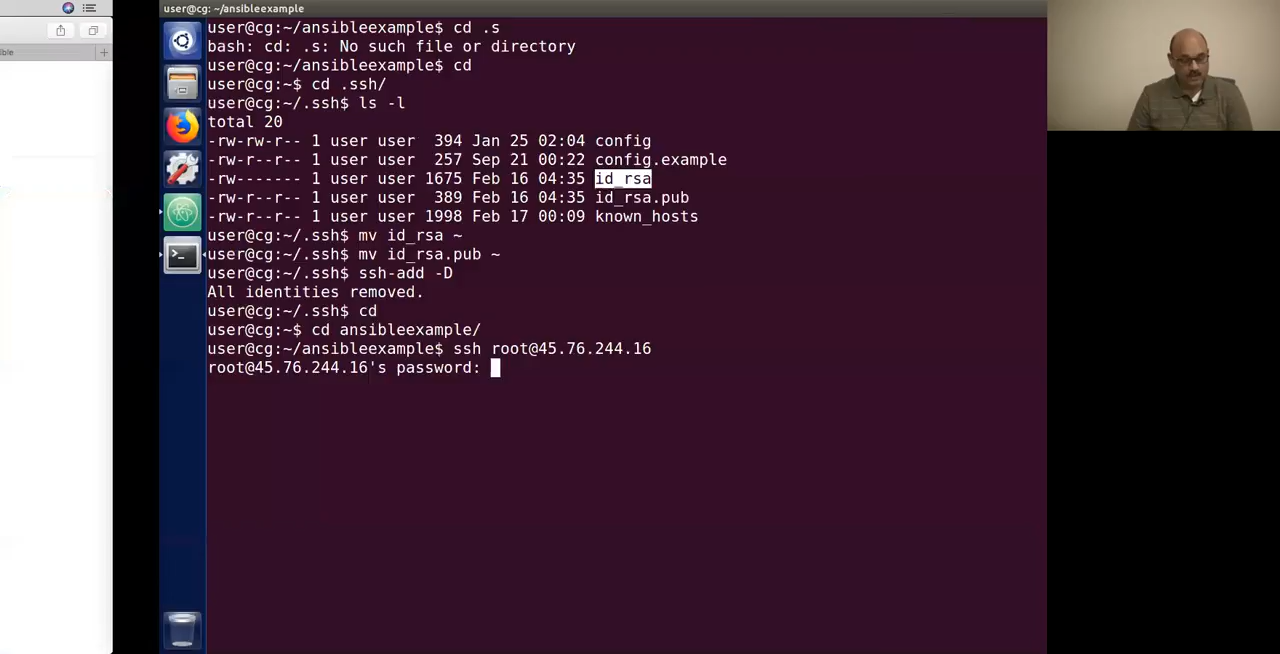 user@cg: ~/ansibleexample
ible
user@cg:~/ansibleexample$ cd .s
bash: cd: .s: No such file or directory
user@cg:~/ansibleexample$ cd
user@cg:~$ cd .ssh/
user@cg:~/.ssh$ ls -l
total 20
-rw-rw-r-- 1 user user  394 Jan 25 02:04 config
-rw-r--r-- 1 user user  257 Sep 21 00:22 config.example
-rw------- 1 user user 1675 Feb 16 04:35 id_rsa
-rw-r--r-- 1 user user  389 Feb 16 04:35 id_rsa.pub
-rw-r--r-- 1 user user 1998 Feb 17 00:09 known_hosts
user@cg:~/.ssh$ mv id_rsa ~
user@cg:~/.ssh$ mv id_rsa.pub ~
user@cg:~/.ssh$ ssh-add -D
All identities removed.
user@cg:~/.ssh$ cd
user@cg:~$ cd ansibleexample/
user@cg:~/ansibleexample$ ssh root@45.76.244.16
root@45.76.244.16's password: